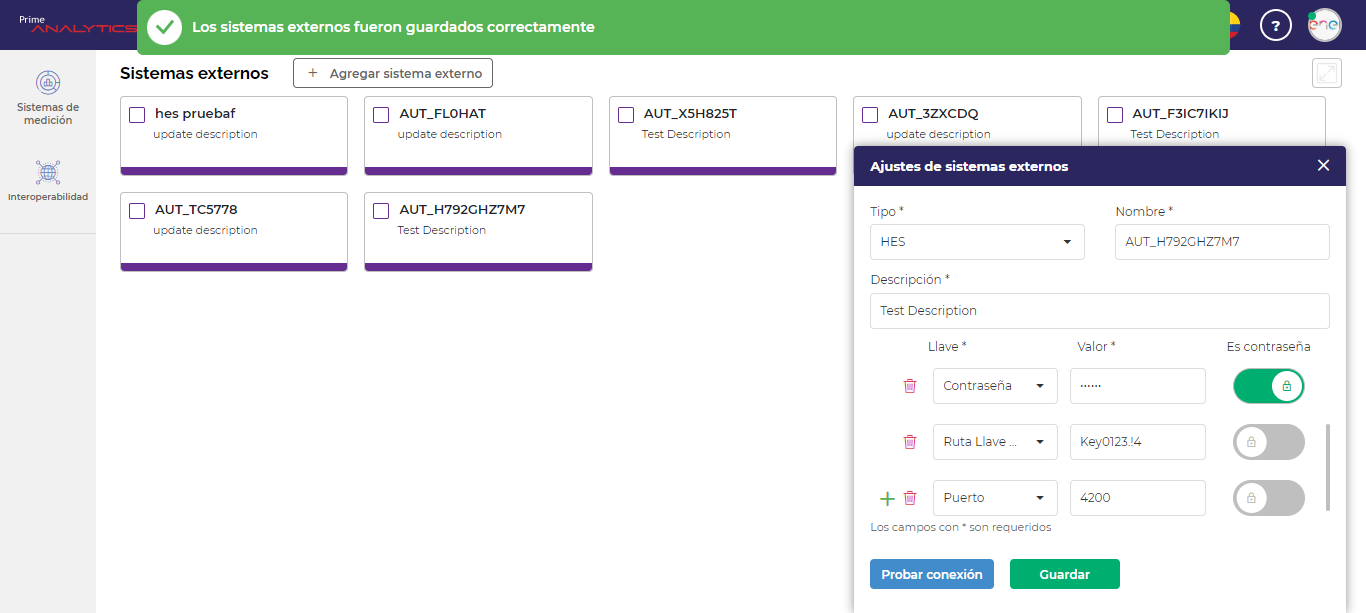 Prime
ANALYTICS
Los sistemas externos fueron guardados correctamente
?
ene
Sistemas de
medición
Interoperabilidad
Sistemas externos
+ Agregar sistema externo
hes pruebaf
update description
AUT_FL0HAT
update description
AUT_X5H825T
Test Description
AUT_3ZXCDQ
update description
AUT_F3IC7IKIJ
Test Description
AUT_TC5778
update description
AUT_H792GHZ7M7
Test Description
Ajustes de sistemas externos
Tipo *
Nombre *
HES
AUT_H792GHZ7M7
Descripción *
Test Description
Llave *
Valor *
Es contraseña
Contraseña
••••••
Ruta Llave ...
Key0123.!4
Puerto
4200
Los campos con * son requeridos
Probar conexión
Guardar